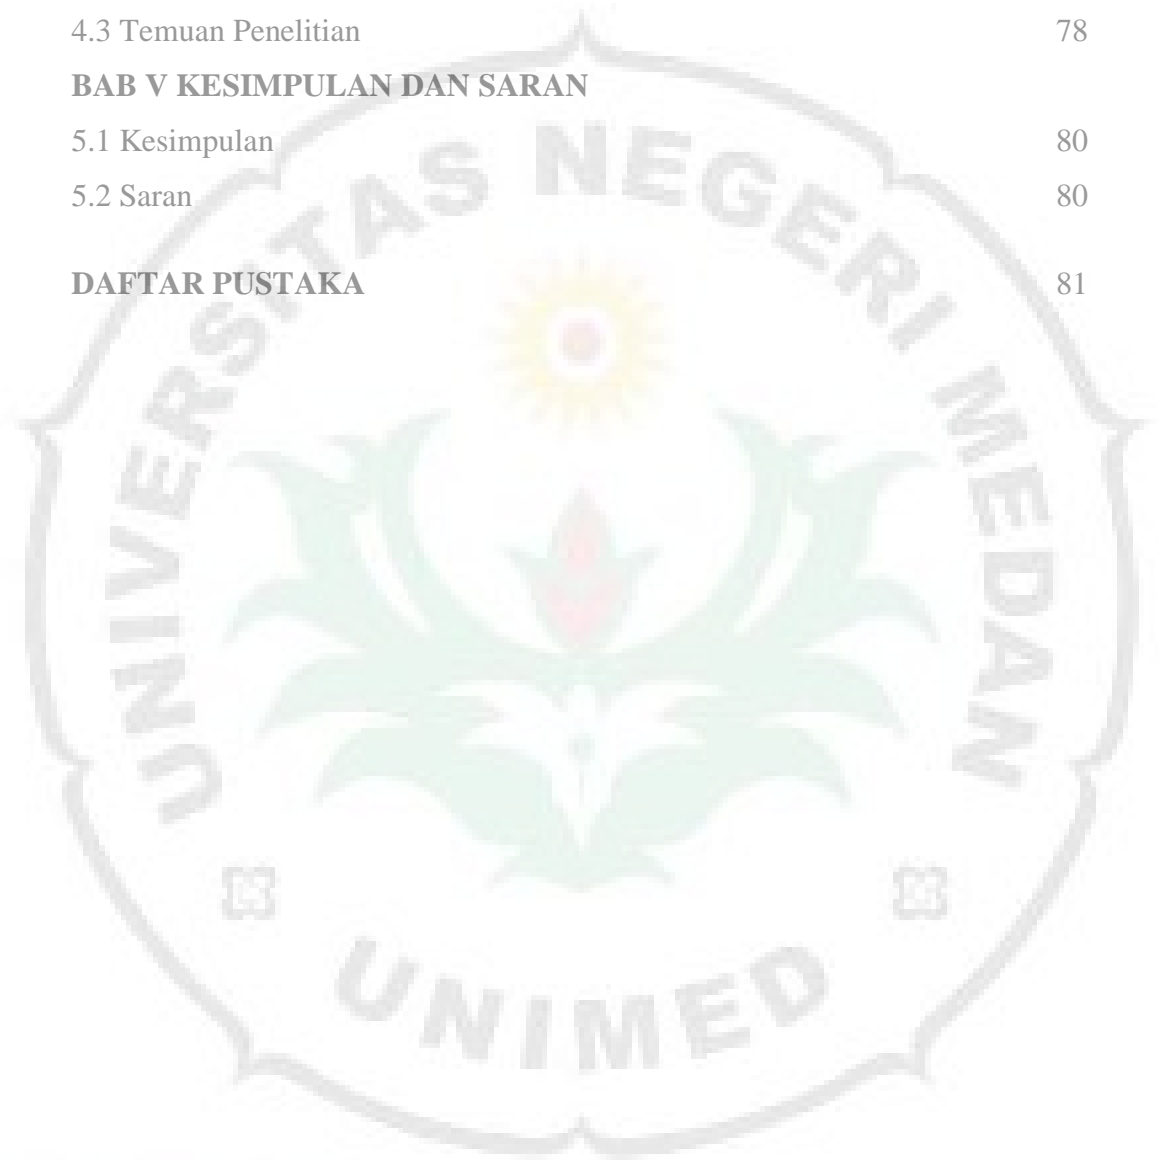 4.3 Temuan Penelitian 78
BAB V KESIMPULAN DAN SARAN
5.1 Kesimpulan 80
5.2 Saran 80
DAFTAR PUSTAKA 81
UNIVERSITAS NEGERI MEDAN
UNIMED